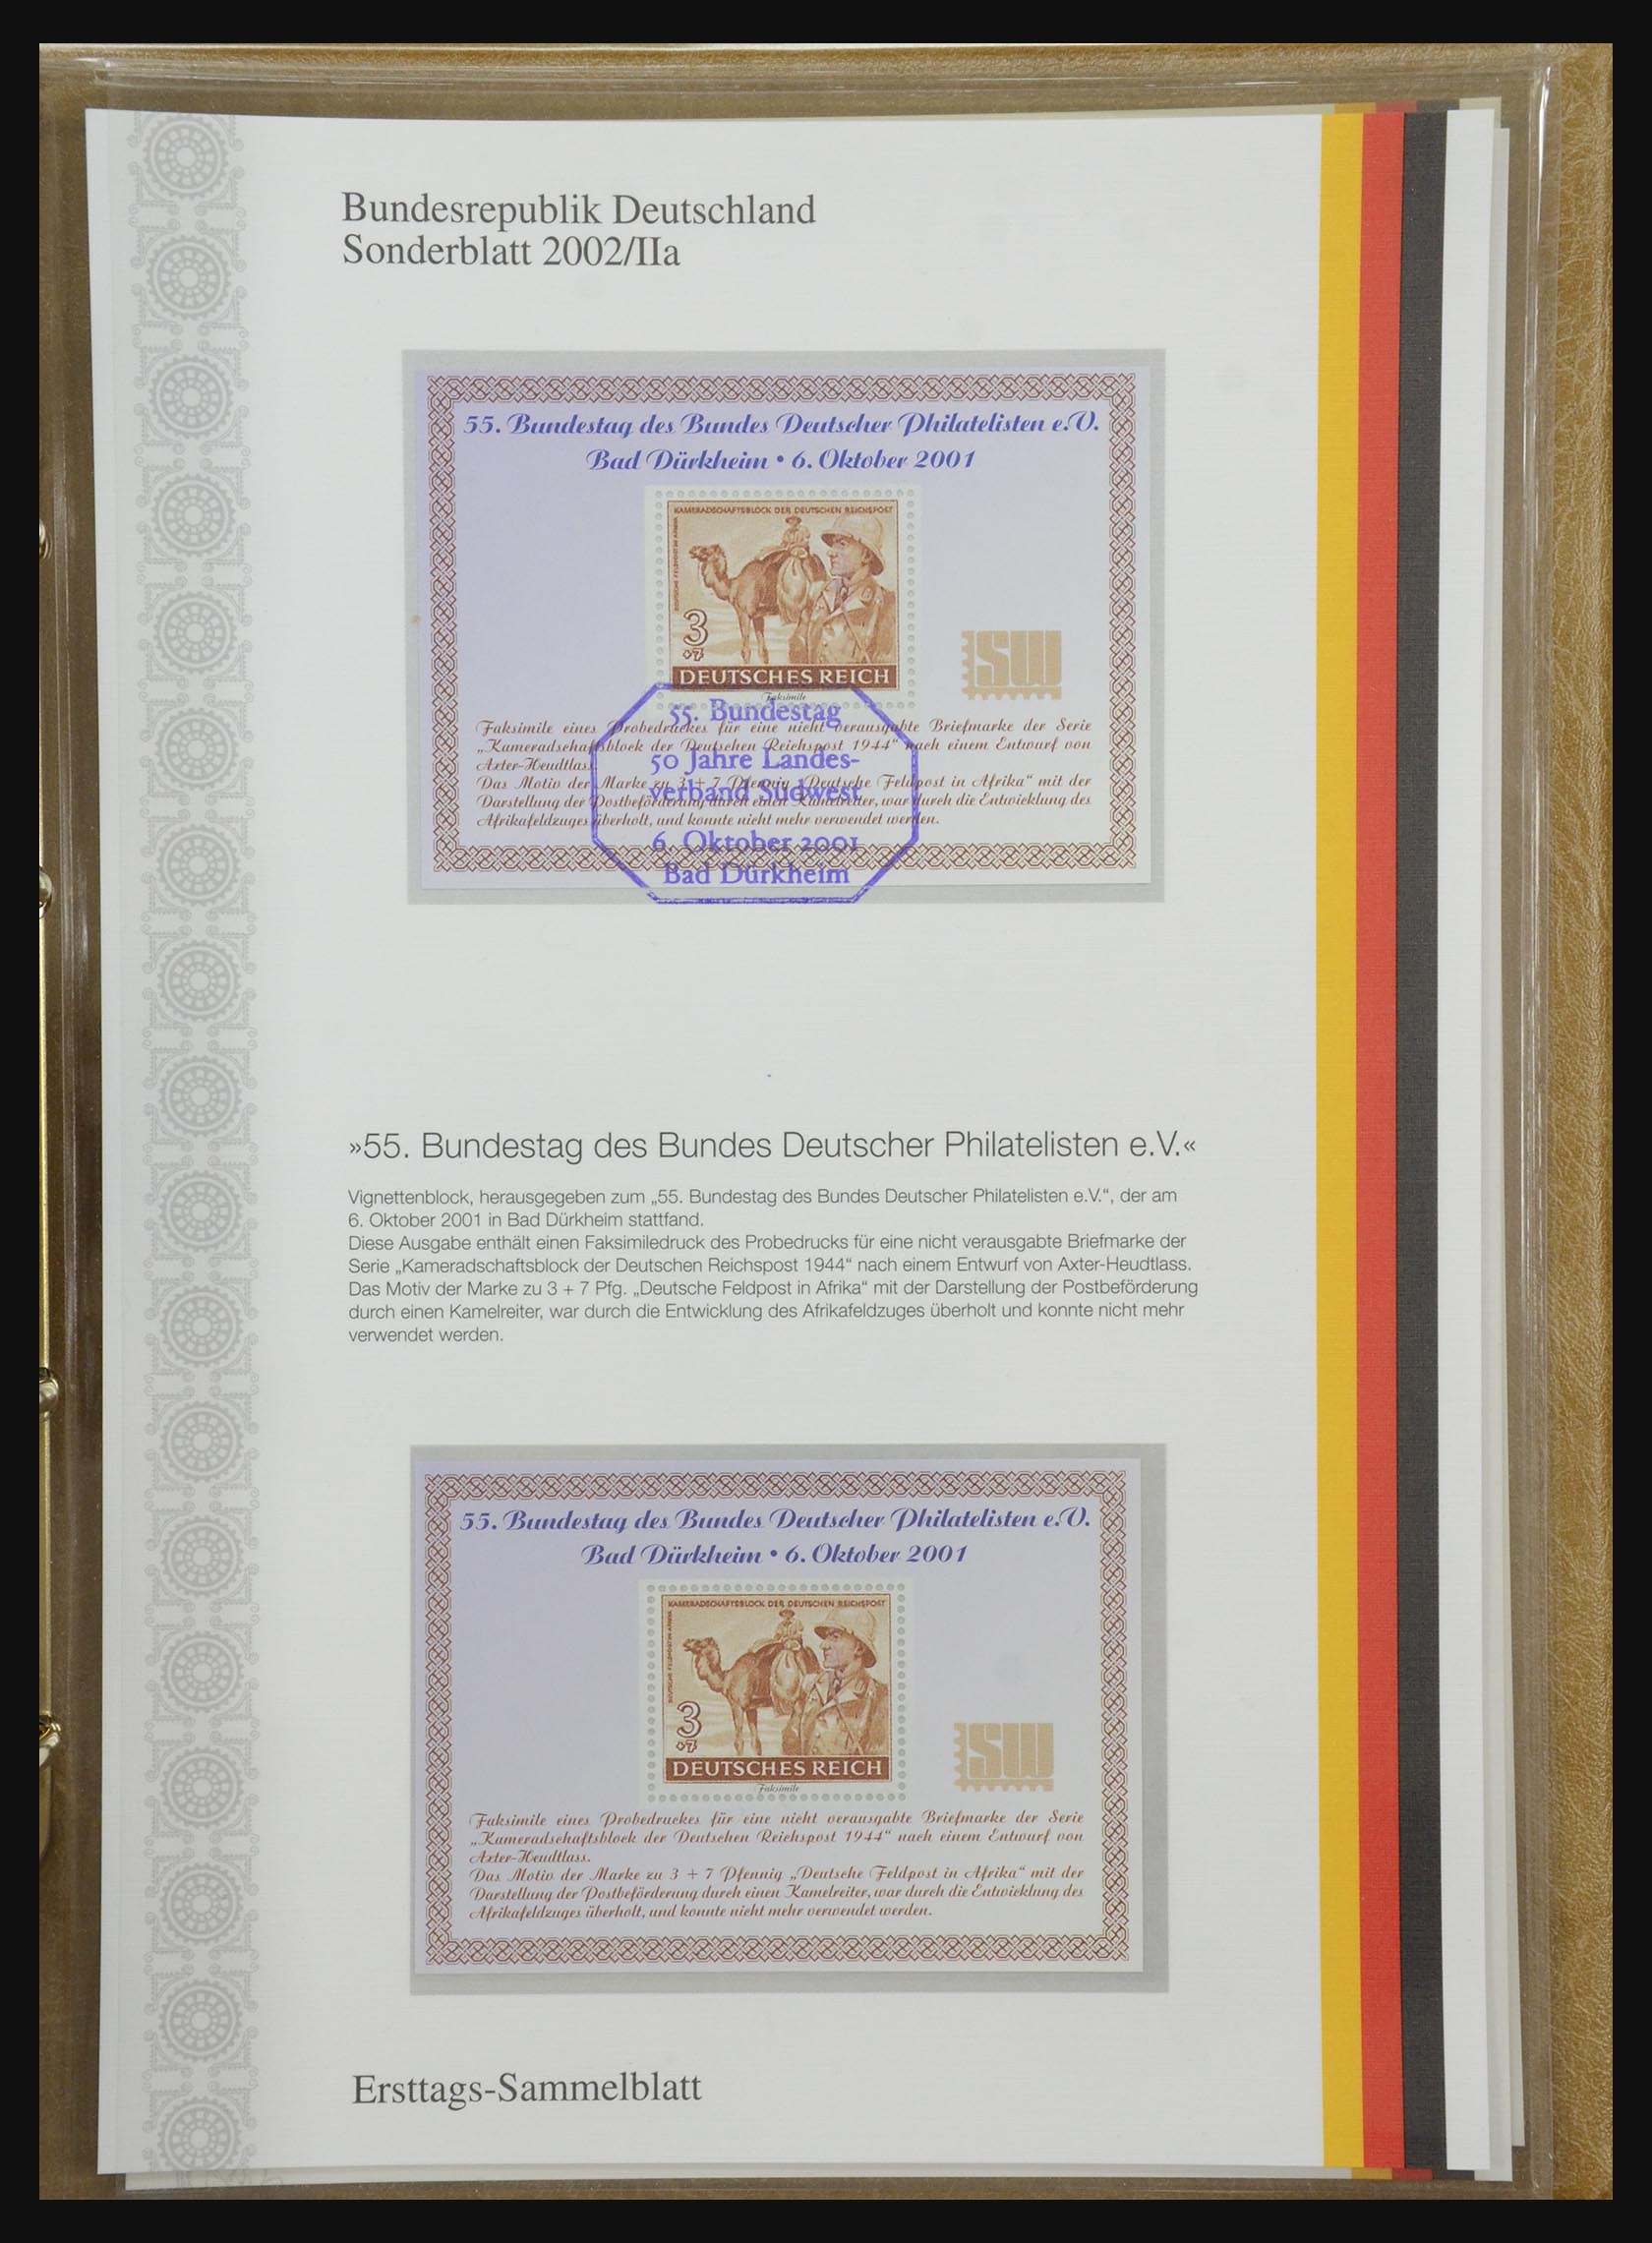 Bundesrepublik Deutschland
Sonderblatt 2002/IIa
55. Bundestag des Bundes Deutscher Philatelisten e.V.
Bad Dürkheim • 6. Oktober 2001
KAMERADSCHAFTSBLOCK DER DEUTSCHEN REICHSPOST
DEUTSCHE FELDPOST IN AFRIKA
3
+7
DEUTSCHES REICH
Faksimile
SW
Faksimile eines Probedruckes für eine nicht verausgabte Briefmarke der Serie
„Kameradschaftsblock der Deutschen Reichspost 1944“ nach einem Entwurf von
Axter-Heudtlass.
Das Motiv der Marke zu 3 + 7 Pfennig „Deutsche Feldpost in Afrika“ mit der
Darstellung der Postbeförderung durch einen Kamelreiter, war durch die Entwicklung des
Afrikafeldzuges überholt, und konnte nicht mehr verwendet werden.
55. Bundestag
50 Jahre Landes-
verband Südwest
6. Oktober 2001
Bad Dürkheim
»55. Bundestag des Bundes Deutscher Philatelisten e.V.«
Vignettenblock, herausgegeben zum „55. Bundestag des Bundes Deutscher Philatelisten e.V.“, der am
6. Oktober 2001 in Bad Dürkheim stattfand.
Diese Ausgabe enthält einen Faksimiledruck des Probedrucks für eine nicht verausgabte Briefmarke der
Serie „Kameradschaftsblock der Deutschen Reichspost 1944“ nach einem Entwurf von Axter-Heudtlass.
Das Motiv der Marke zu 3 + 7 Pfg. „Deutsche Feldpost in Afrika“ mit der Darstellung der Postbeförderung
durch einen Kamelreiter, war durch die Entwicklung des Afrikafeldzuges überholt und konnte nicht mehr
verwendet werden.
55. Bundestag des Bundes Deutscher Philatelisten e.V.
Bad Dürkheim • 6. Oktober 2001
KAMERADSCHAFTSBLOCK DER DEUTSCHEN REICHSPOST
DEUTSCHE FELDPOST IN AFRIKA
3
+7
DEUTSCHES REICH
Faksimile
SW
Faksimile eines Probedruckes für eine nicht verausgabte Briefmarke der Serie
„Kameradschaftsblock der Deutschen Reichspost 1944“ nach einem Entwurf von
Axter-Heudtlass.
Das Motiv der Marke zu 3 + 7 Pfennig „Deutsche Feldpost in Afrika“ mit der
Darstellung der Postbeförderung durch einen Kamelreiter, war durch die Entwicklung des
Afrikafeldzuges überholt, und konnte nicht mehr verwendet werden.
Ersttags-Sammelblatt